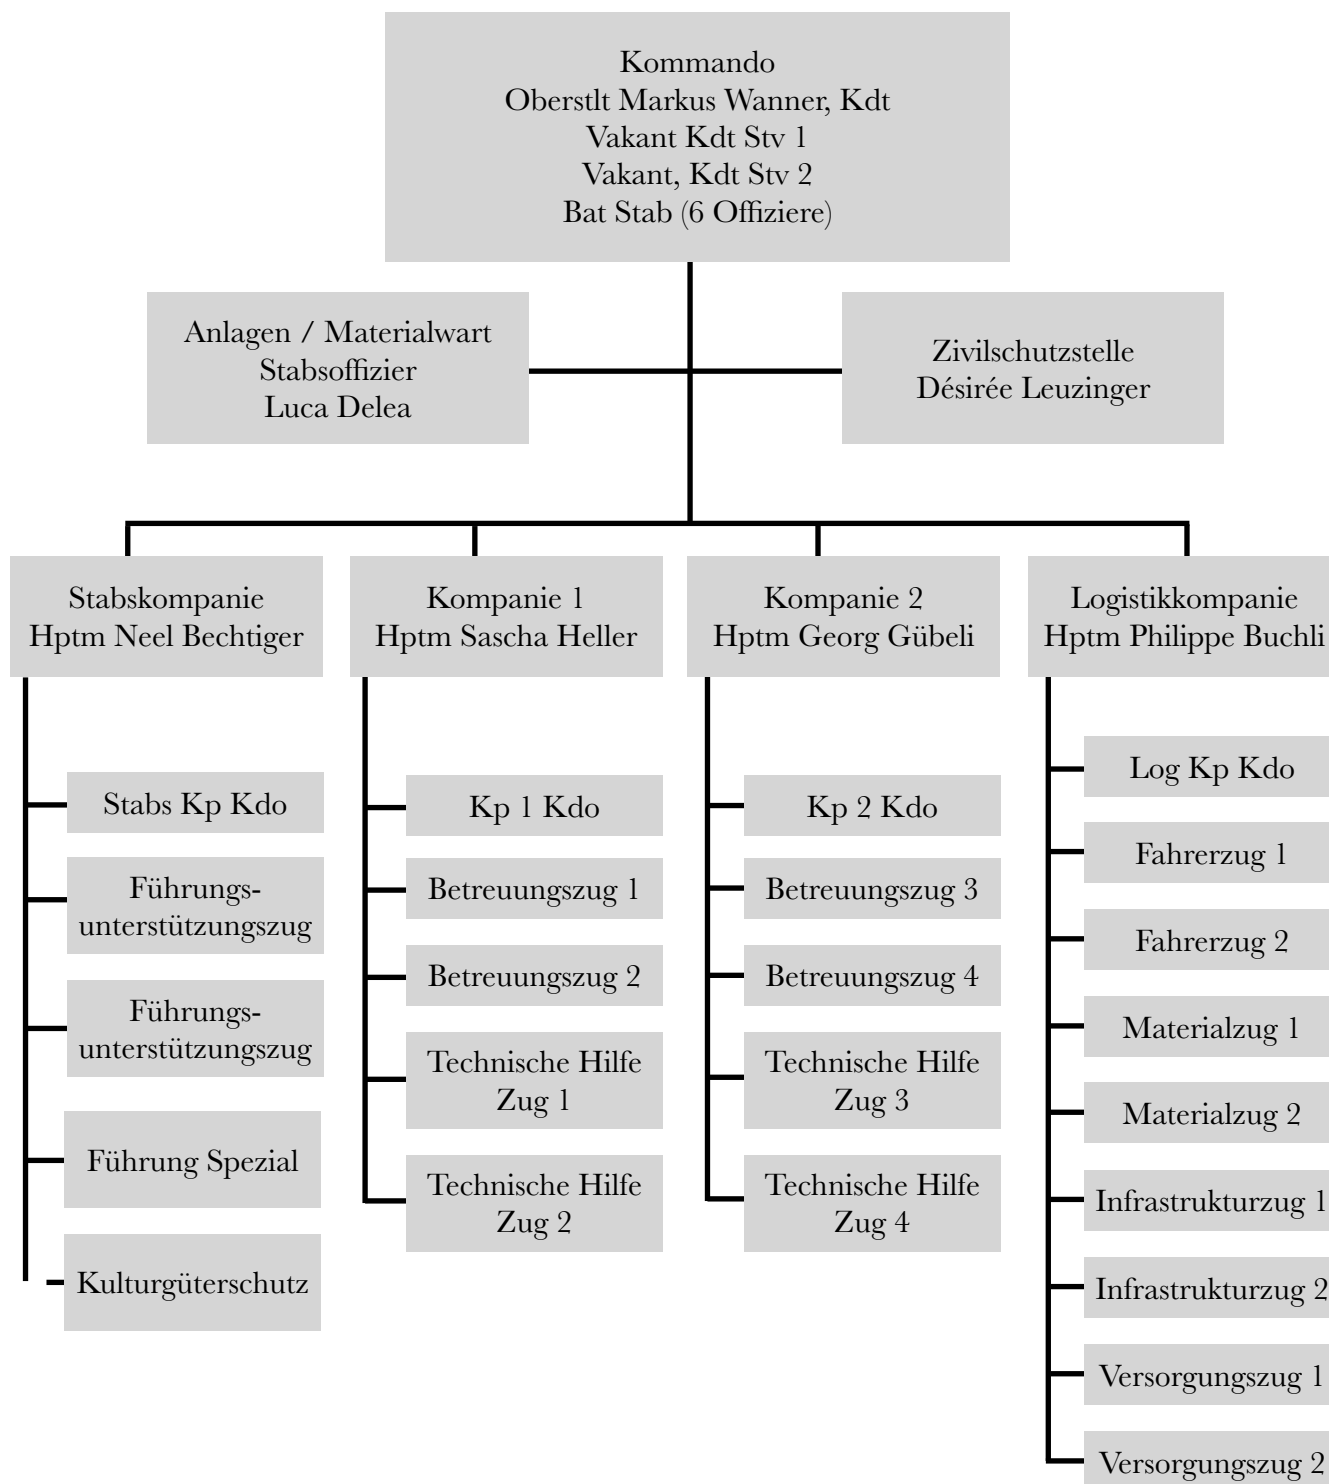 Kommando
Oberstlt Markus Wanner, Kdt
Vakant Kdt Stv 1
Vakant, Kdt Stv 2
Bat Stab (6 Offiziere)
Anlagen / Materialwart
Stabsoffizier
Luca Delea
Zivilschutzstelle
Désirée Leuzinger
Stabskompanie
Hptm Neel Bechtiger
Stabs Kp Kdo
Führungs-
unterstützungszug
Führungs-
unterstützungszug
Führung Spezial
Kulturgüterschutz
Kompanie 1
Hptm Sascha Heller
Kp 1 Kdo
Betreuungszug 1
Betreuungszug 2
Technische Hilfe
Zug 1
Technische Hilfe
Zug 2
Kompanie 2
Hptm Georg Gübeli
Kp 2 Kdo
Betreuungszug 3
Betreuungszug 4
Technische Hilfe
Zug 3
Technische Hilfe
Zug 4
Logistikkompanie
Hptm Philippe Buchli
Log Kp Kdo
Fahrerzug 1
Fahrerzug 2
Materialzug 1
Materialzug 2
Infrastrukturzug 1
Infrastrukturzug 2
Versorgungszug 1
Versorgungszug 2